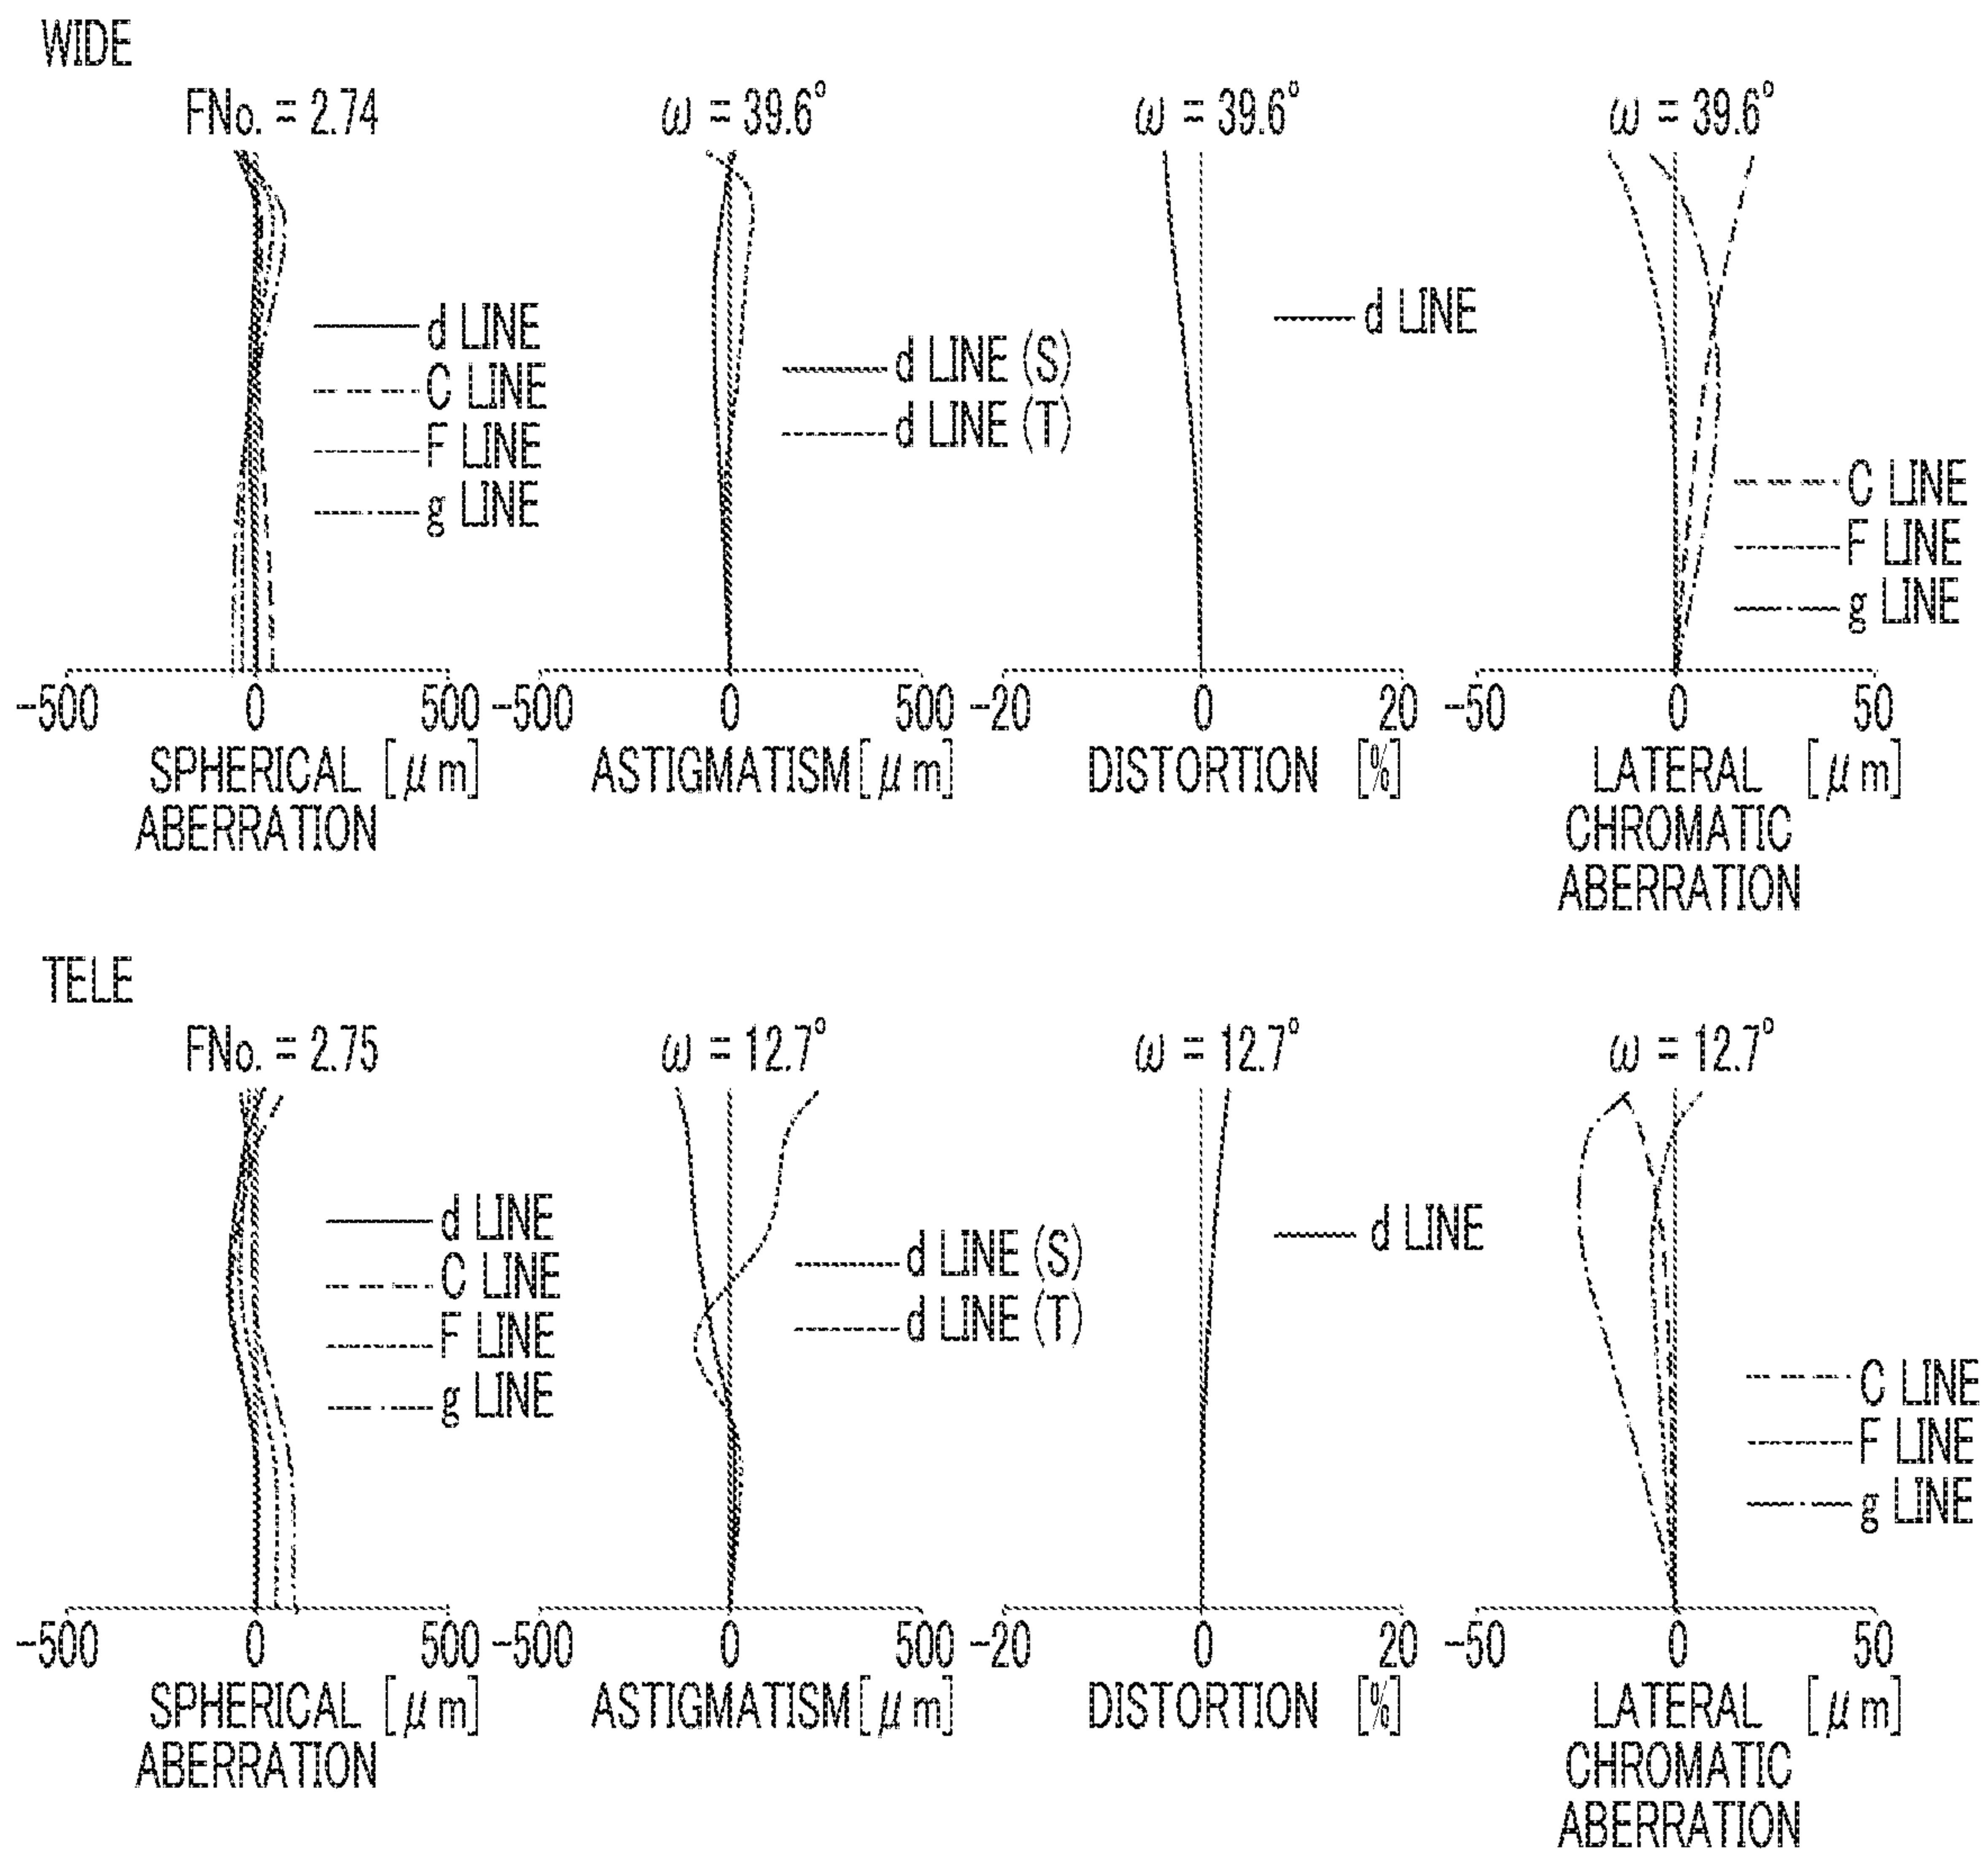 WIDE
FNo. = 2.74
ω = 39.6°
ω = 39.6°
ω = 39.6°
d LINE
C LINE
F LINE
g LINE
d LINE (S)
d LINE (T)
d LINE
C LINE
F LINE
g LINE
-500 0 500
-500 0 500
-20 0 20
-50 0 50
SPHERICAL [μm]
ABERRATION
ASTIGMATISM[μm]
DISTORTION [%]
LATERAL [μm]
CHROMATIC
ABERRATION
TELE
FNo. = 2.75
ω = 12.7°
ω = 12.7°
ω = 12.7°
d LINE
C LINE
F LINE
g LINE
d LINE (S)
d LINE (T)
d LINE
C LINE
F LINE
g LINE
-500 0 500
-500 0 500
-20 0 20
-50 0 50
SPHERICAL [μm]
ABERRATION
ASTIGMATISM[μm]
DISTORTION [%]
LATERAL [μm]
CHROMATIC
ABERRATION